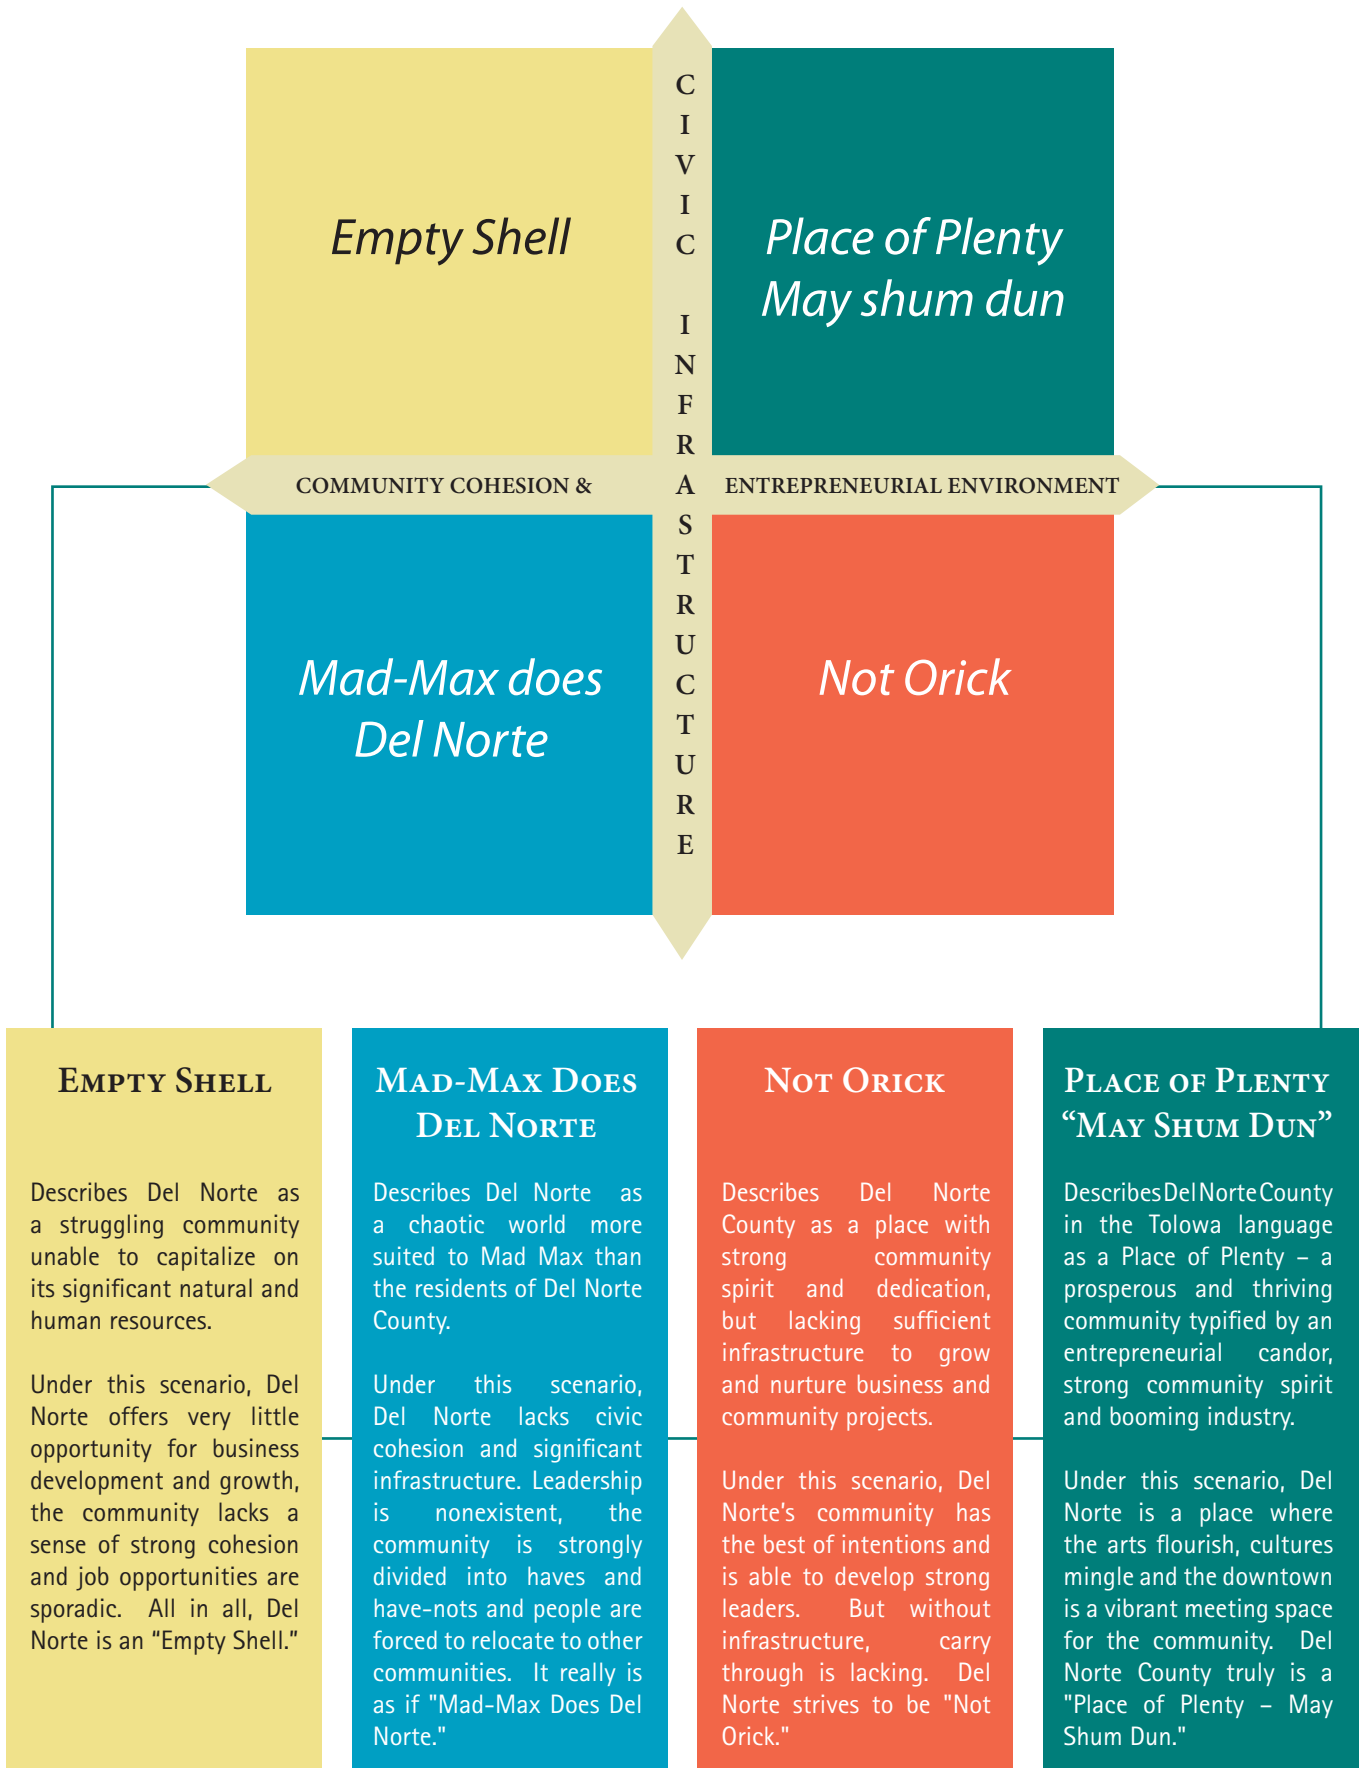 Empty Shell
Place of Plenty
May shum dun
CIVIC INFRASTRUCTURE
COMMUNITY COHESION &
ENTREPRENEURIAL ENVIRONMENT
Mad-Max does
Del Norte
Not Orick
EMPTY SHELL
Describes Del Norte as
a struggling community
unable to capitalize on
its significant natural and
human resources.
Under this scenario, Del
Norte offers very little
opportunity for business
development and growth,
the community lacks a
sense of strong cohesion
and job opportunities are
sporadic. All in all, Del
Norte is an “Empty Shell.”
MAD-MAX DOES
DEL NORTE
Describes Del Norte as
a chaotic world more
suited to Mad Max than
the residents of Del Norte
County.
Under this scenario,
Del Norte lacks civic
cohesion and significant
infrastructure. Leadership
is nonexistent, the
community is strongly
divided into haves and
have-nots and people are
forced to relocate to other
communities. It really is
as if "Mad-Max Does Del
Norte."
NOT ORICK
Describes Del Norte
County as a place with
strong community
spirit and dedication,
but lacking sufficient
infrastructure to grow
and nurture business and
community projects.
Under this scenario, Del
Norte's community has
the best of intentions and
is able to develop strong
leaders. But without
infrastructure, carry
through is lacking. Del
Norte strives to be "Not
Orick."
PLACE OF PLENTY
“MAY SHUM DUN”
Describes Del Norte County
in the Tolowa language
as a Place of Plenty – a
prosperous and thriving
community typified by an
entrepreneurial candor,
strong community spirit
and booming industry.
Under this scenario, Del
Norte is a place where
the arts flourish, cultures
mingle and the downtown
is a vibrant meeting space
for the community. Del
Norte County truly is a
"Place of Plenty – May
Shum Dun."